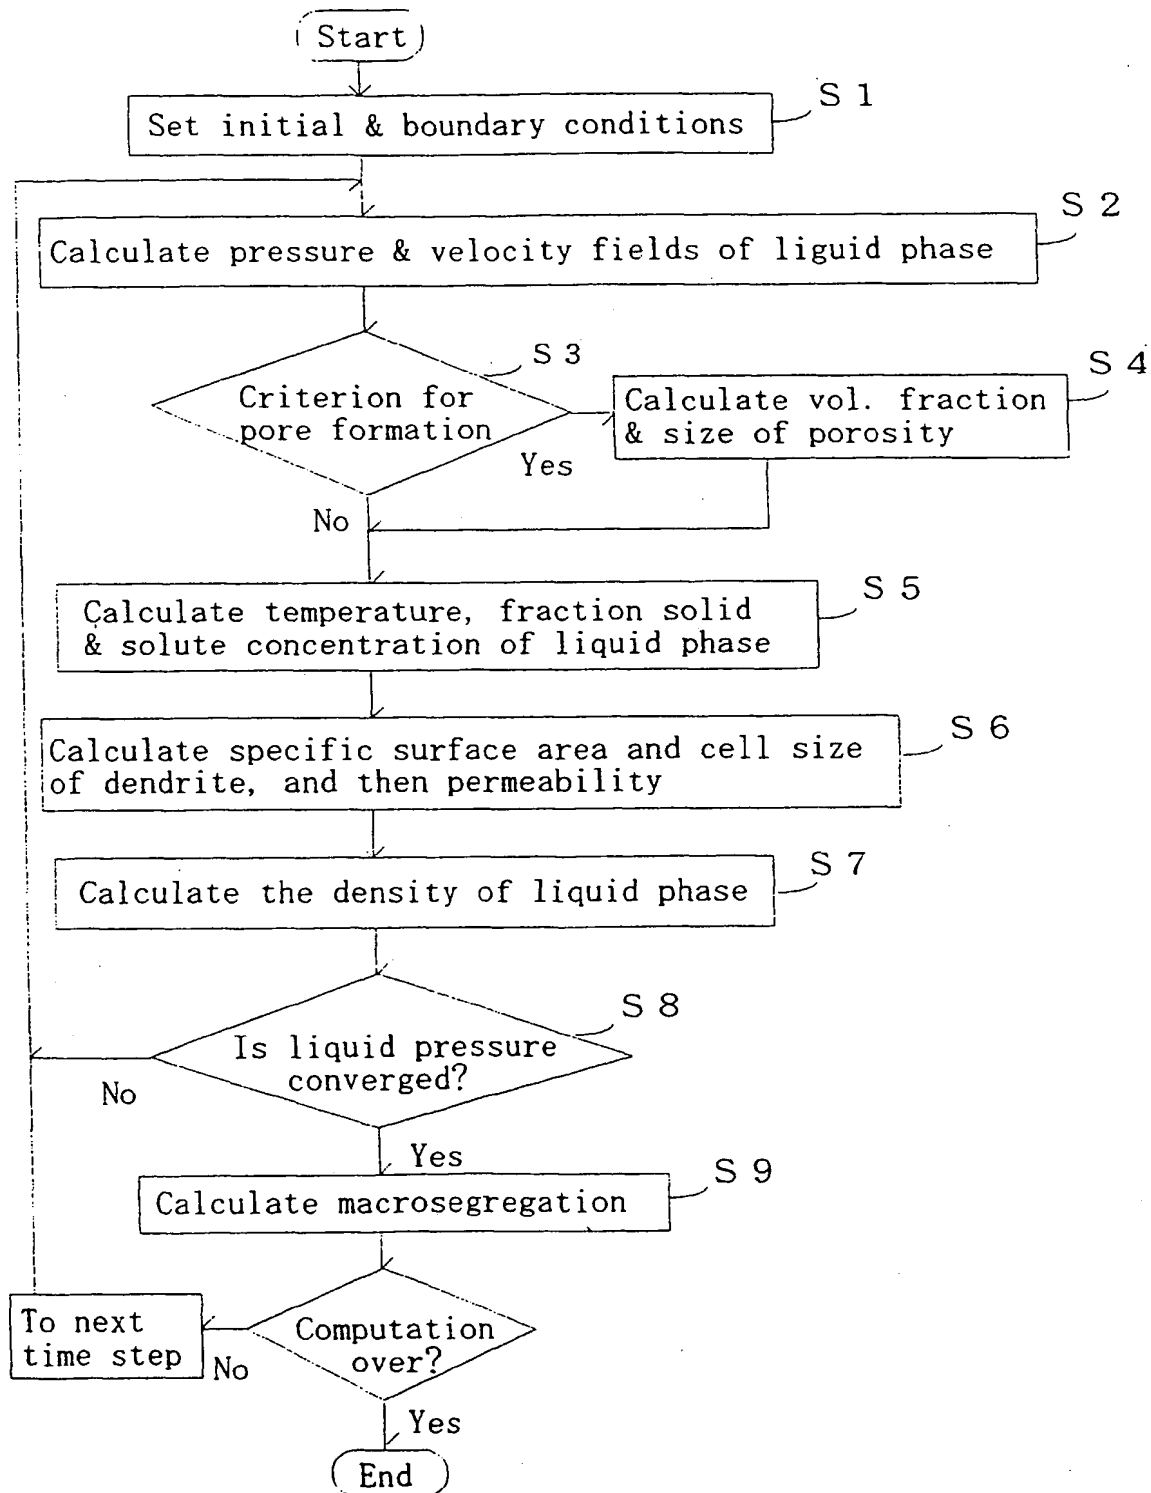 Start
S 1
Set initial & boundary conditions
S 2
Calculate pressure & velocity fields of liguid phase
S 3
Criterion for
pore formation
S 4
Calculate vol. fraction
& size of porosity
Yes
No
S 5
Calculate temperature, fraction solid
& solute concentration of liquid phase
S 6
Calculate specific surface area and cell size
of dendrite, and then permeability
S 7
Calculate the density of liquid phase
S 8
Is liquid pressure
converged?
No
Yes
S 9
Calculate macrosegregation
To next
time step
No
Computation
over?
Yes
End